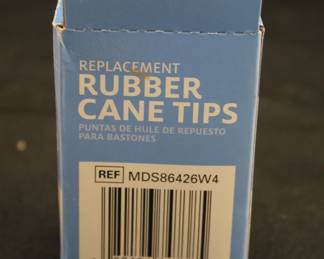 REPLACEMENT
RUBBER
CANE TIPS
PUNTAS DE HULE DE REPUESTO
PARA BASTONES
REF MDS86426W4